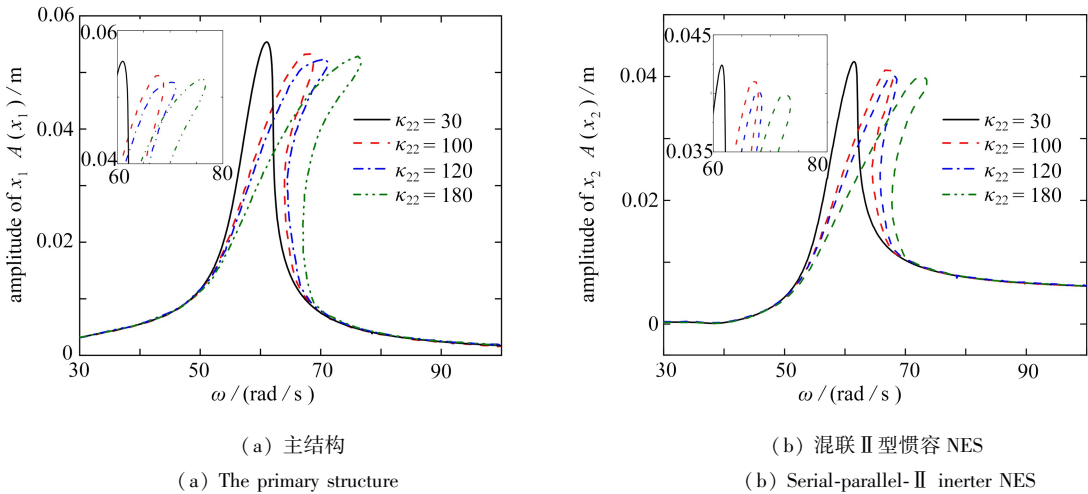 0.06
0.04
0.02
0
amplitude of x₁ A(x₁)/m
0.06
0.04
60
80
κ₂₂=30
κ₂₂=100
κ₂₂=120
κ₂₂=180
30
50
70
90
ω/(rad/s)
(a) 主结构
(a) The primary structure
0.04
0.02
0
amplitude of x₂ A(x₂)/m
0.045
0.035
60
80
κ₂₂=30
κ₂₂=100
κ₂₂=120
κ₂₂=180
30
50
70
90
ω/(rad/s)
(b) 混联Ⅱ型惯容 NES
(b) Serial-parallel-Ⅱ inerter NES